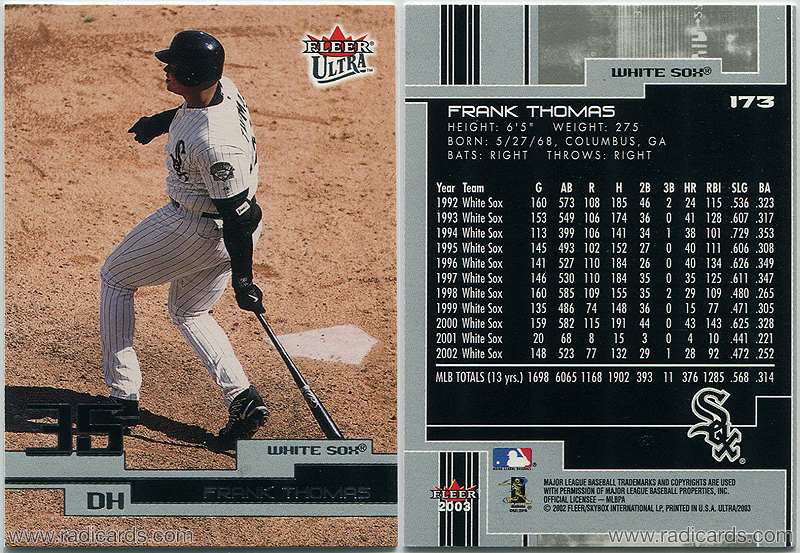 FLEER
ULTRA™
35
WHITE SOX®
DH
FRANK THOMAS
www.radicards.com
WHITE SOX®
173
FRANK THOMAS
HEIGHT: 6'5" WEIGHT: 275
BORN: 5/27/68, COLUMBUS, GA
BATS: RIGHT THROWS: RIGHT
Year Team G AB R H 2B 3B HR RBI SLG BA
1992 White Sox 160 573 108 185 46 2 24 115 .536 .323
1993 White Sox 153 549 106 174 36 0 41 128 .607 .317
1994 White Sox 113 399 106 141 34 1 38 101 .729 .353
1995 White Sox 145 493 102 152 27 0 40 111 .606 .308
1996 White Sox 141 527 110 184 26 0 40 134 .626 .349
1997 White Sox 146 530 110 184 35 0 35 125 .611 .347
1998 White Sox 160 585 109 155 35 2 29 109 .480 .265
1999 White Sox 135 486 74 148 36 0 15 77 .471 .305
2000 White Sox 159 582 115 191 44 0 43 143 .625 .328
2001 White Sox 20 68 8 15 3 0 4 10 .441 .221
2002 White Sox 148 523 77 132 29 1 28 92 .472 .252
MLB TOTALS (13 yrs.) 1698 6065 1168 1902 393 11 376 1285 .568 .314
Sox®
FLEER
2003
MAJOR LEAGUE BASEBALL TRADEMARKS AND COPYRIGHTS ARE USED
WITH PERMISSION OF MAJOR LEAGUE BASEBALL PROPERTIES, INC.
OFFICIAL LICENSEE — MLBPA
© 2002 FLEER/SKYBOX INTERNATIONAL LP, PRINTED IN U.S.A. ULTRA/2003
www.radicards.com